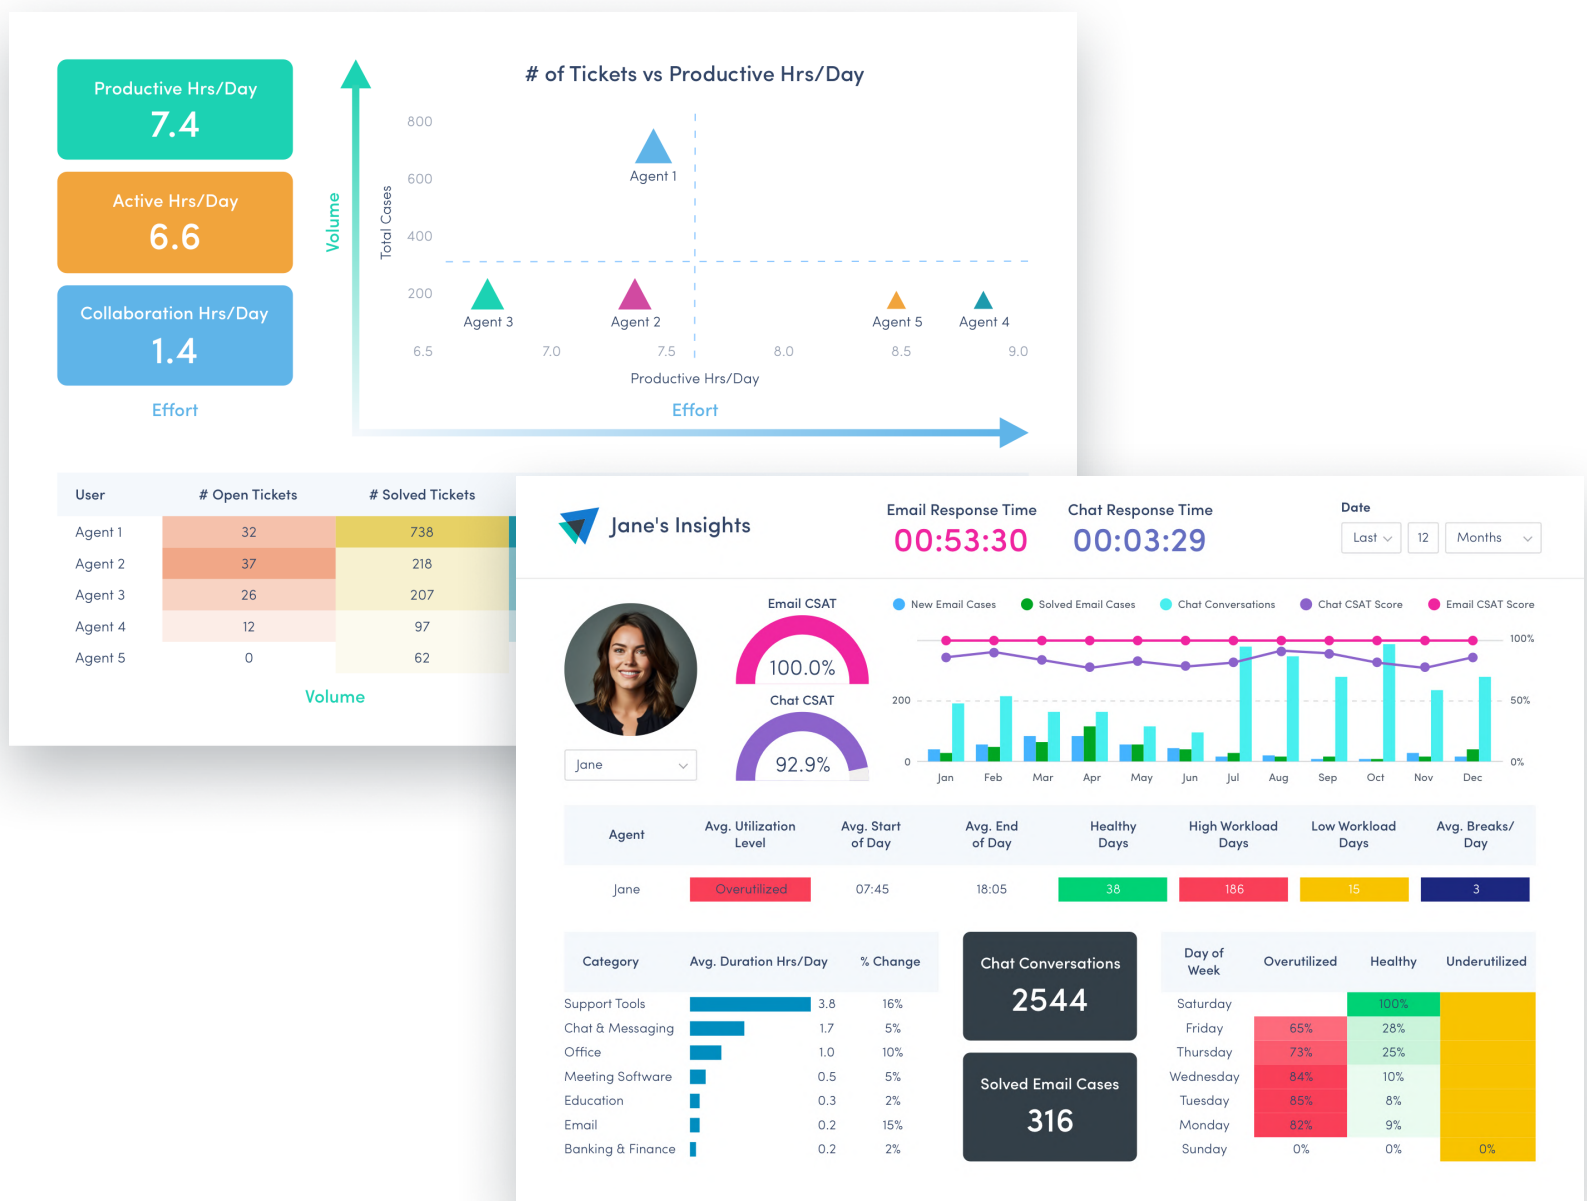 Productive Hrs/Day
7.4
Active Hrs/Day
6.6
Collaboration Hrs/Day
1.4
Effort
# of Tickets vs Productive Hrs/Day
Volume
Total Cases
800
600
400
200
Agent 1
Agent 3
Agent 2
Agent 5
Agent 4
6.5 7.0 7.5 8.0 8.5 9.0
Productive Hrs/Day
Effort
User # Open Tickets # Solved Tickets
Agent 1 32 738
Agent 2 37 218
Agent 3 26 207
Agent 4 12 97
Agent 5 0 62
Volume
Jane's Insights
Email Response Time
00:53:30
Chat Response Time
00:03:29
Date
Last 12 Months
Jane
Email CSAT
100.0%
Chat CSAT
92.9%
New Email Cases Solved Email Cases Chat Conversations Chat CSAT Score Email CSAT Score
100%
200 50%
0 0%
Jan Feb Mar Apr May Jun Jul Aug Sep Oct Nov Dec
Agent Avg. Utilization Level Avg. Start of Day Avg. End of Day Healthy Days High Workload Days Low Workload Days Avg. Breaks/ Day
Jane Overutilized 07:45 18:05 38 186 15 3
Category Avg. Duration Hrs/Day % Change
Support Tools 3.8 16%
Chat & Messaging 1.7 5%
Office 1.0 10%
Meeting Software 0.5 5%
Education 0.3 2%
Email 0.2 15%
Banking & Finance 0.2 2%
Chat Conversations
2544
Solved Email Cases
316
Day of Week Overutilized Healthy Underutilized
Saturday 100%
Friday 65% 28%
Thursday 73% 25%
Wednesday 84% 10%
Tuesday 85% 8%
Monday 82% 9%
Sunday 0% 0% 0%